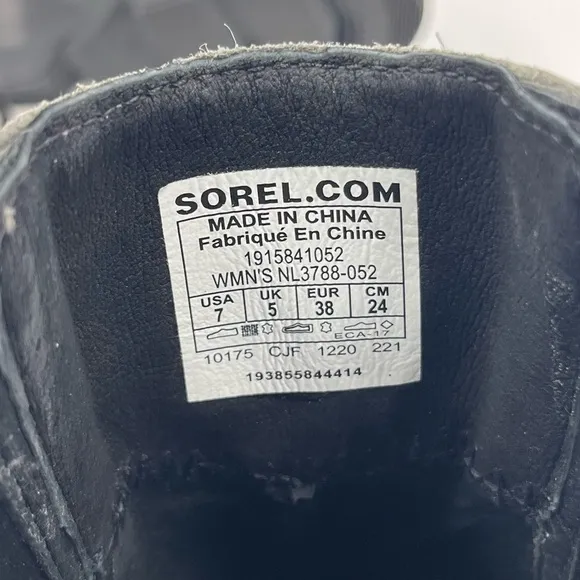 SOREL.COM
MADE IN CHINA
Fabriqué En Chine
1915841052
WMN'S NL3788-052
USA UK EUR CM
7 5 38 24
ECA-17
10175 CJF 1220 221
193855844414